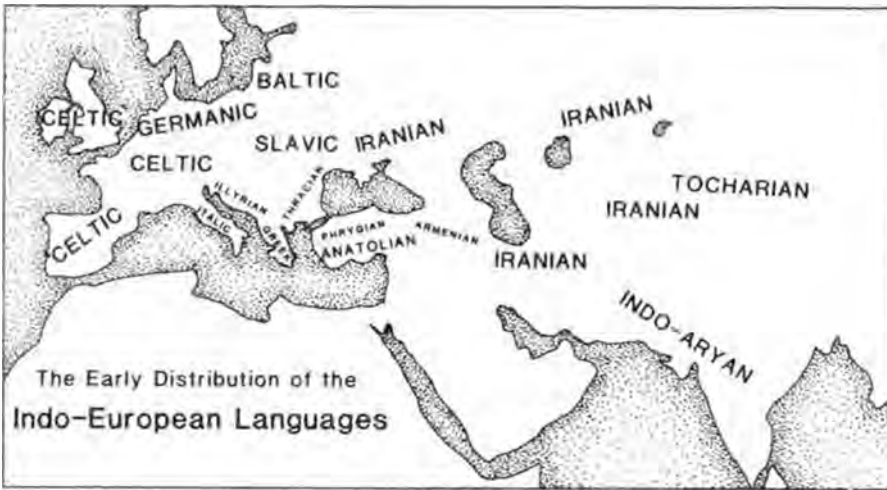 BALTIC
CELTIC
GERMANIC
IRANIAN
SLAVIC
IRANIAN
CELTIC
TOCHARIAN
ILLYRIAN
THRACIAN
IRANIAN
CELTIC
ITALIC
GREEK
PHRYGIAN
ARMENIAN
ANATOLIAN
IRANIAN
INDO-ARYAN
The Early Distribution of the
Indo-European Languages